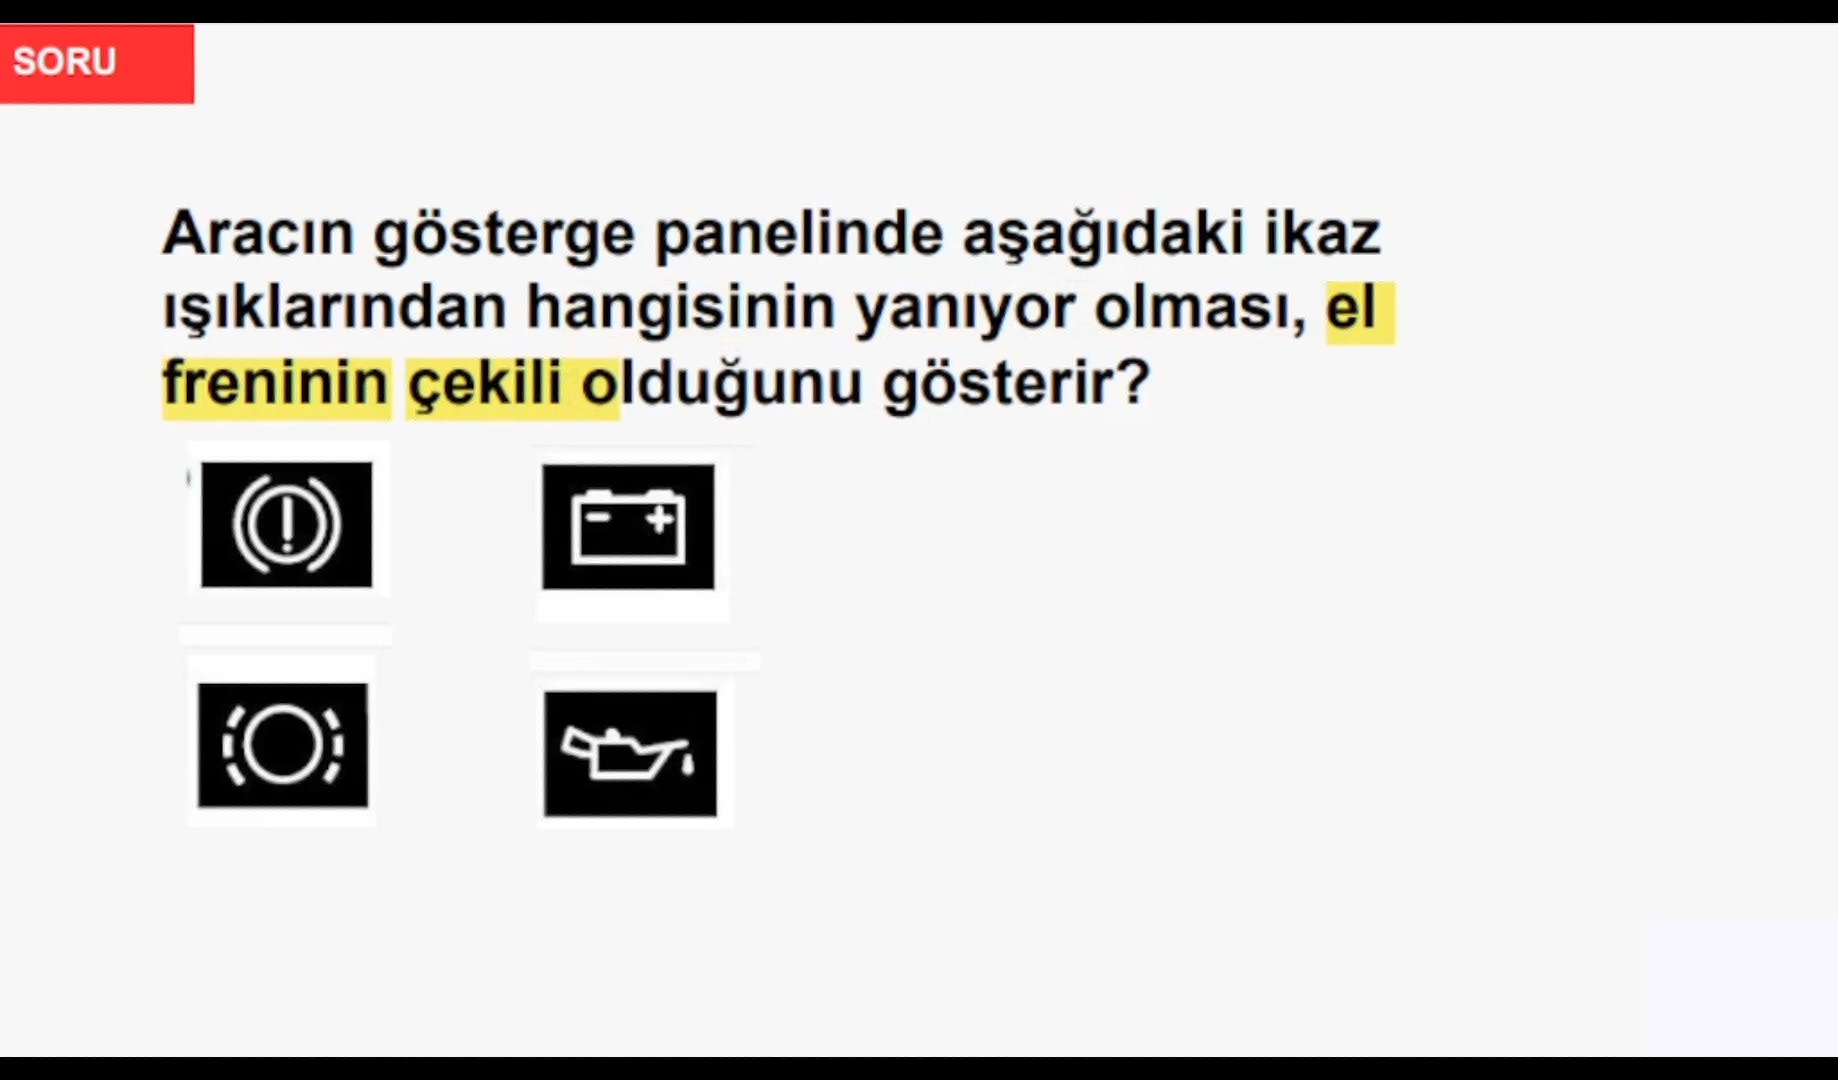 SORU
Aracın gösterge panelinde aşağıdaki ikaz
ışıklarından hangisinin yanıyor olması, el
freninin çekili olduğunu gösterir?